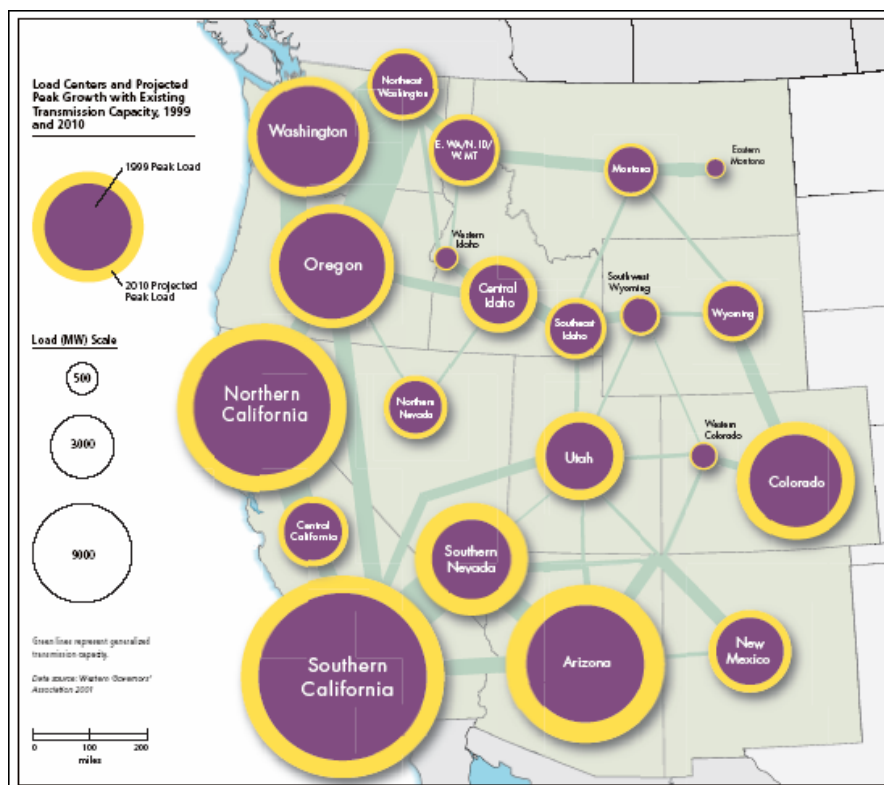 Load Centers and Projected
Peak Growth with Existing
Transmission Capacity, 1999
and 2010
1999 Peak Load
2010 Projected
Peak Load
Load (MW) Scale
500
3000
9000
Green lines represent generalized
transmission capacity.
Data source: Western Governors'
Association 2001
0 100 200
miles
Northeast
Washington
Washington
E. WA/N. ID/
W. MT
Eastern
Montana
Montana
Western
Idaho
Oregon
Southwest
Wyoming
Central
Idaho
Wyoming
Southeast
Idaho
Northern
California
Northern
Nevada
Western
Colorado
Utah
Colorado
Central
California
Southern
Nevada
New
Mexico
Arizona
Southern
California